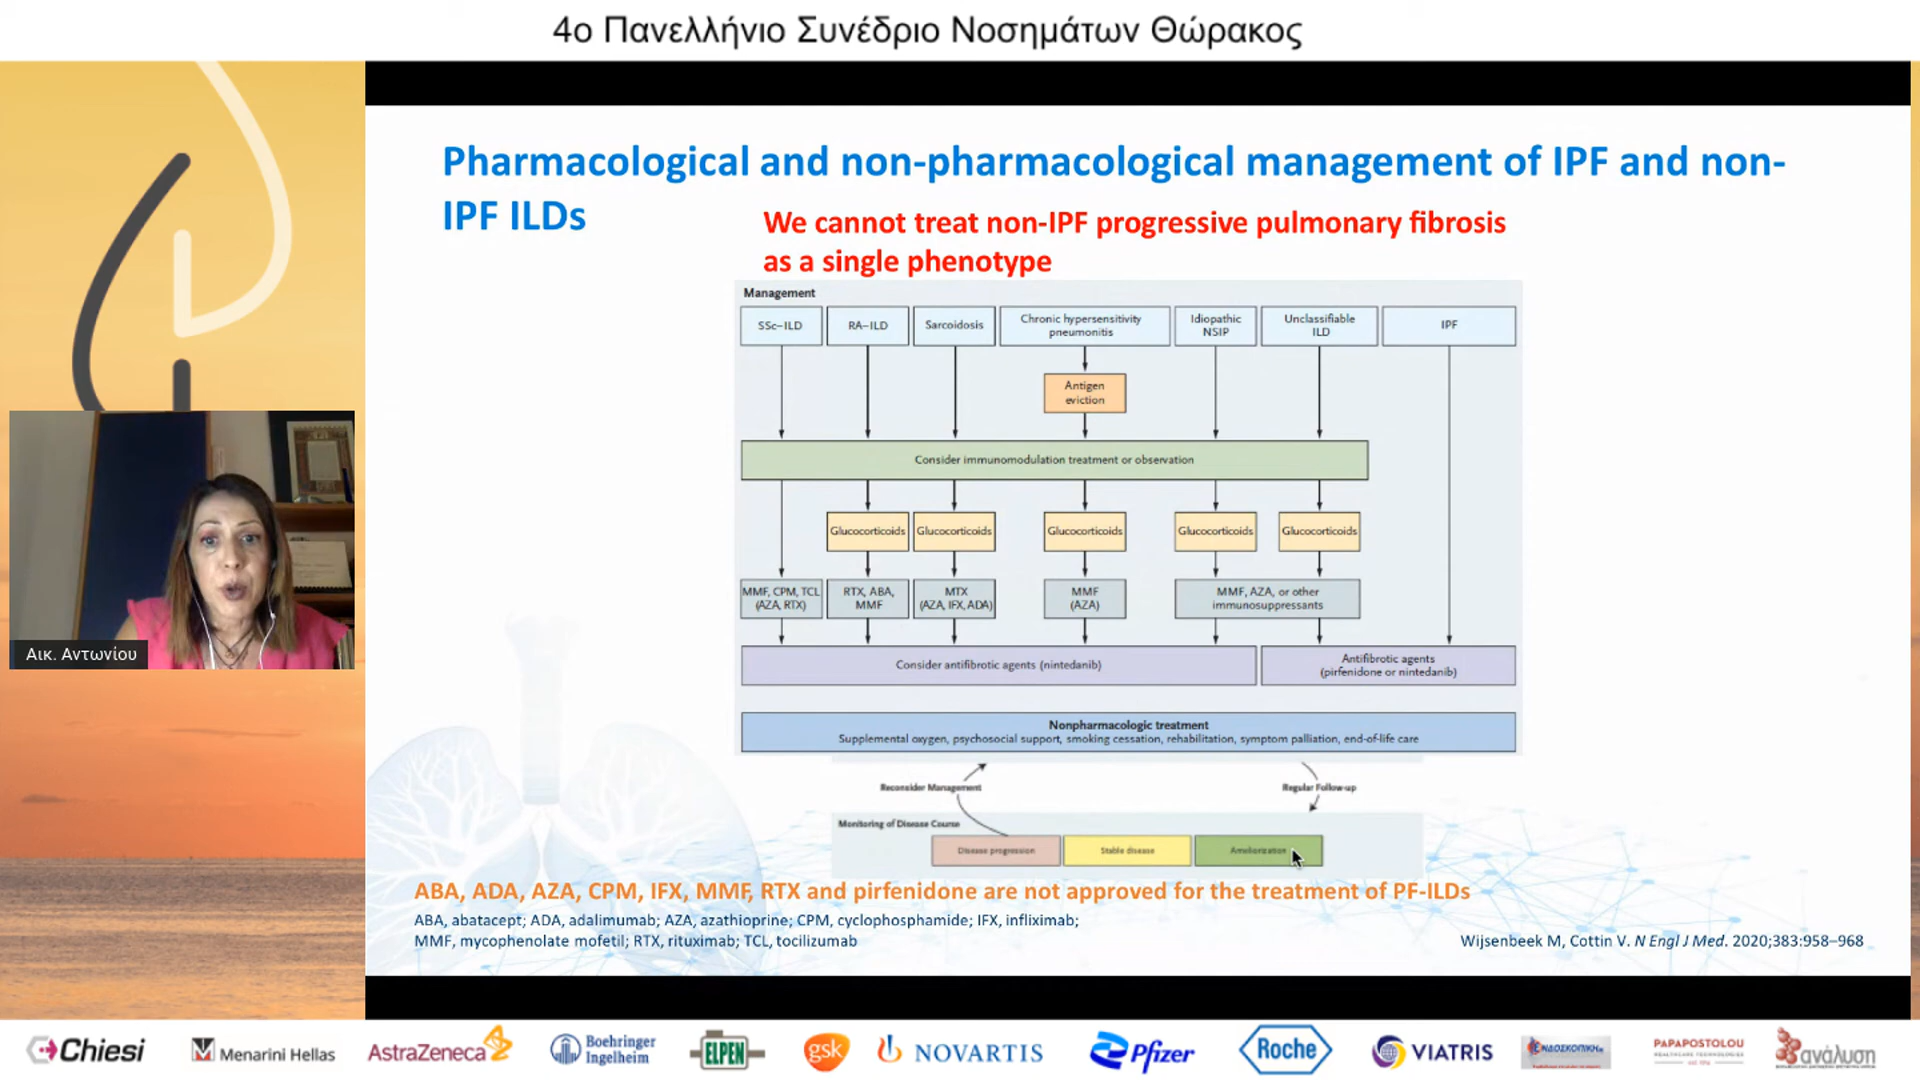 4ο Πανελλήνιο Συνέδριο Νοσημάτων Θώρακος
Pharmacological and non-pharmacological management of IPF and non-
IPF ILDs
We cannot treat non-IPF progressive pulmonary fibrosis
as a single phenotype
Management
SSc–ILD
RA–ILD
Sarcoidosis
Chronic hypersensitivity
pneumonitis
Idiopathic
NSIP
Unclassifiable
ILD
IPF
Antigen
eviction
Consider immunomodulation treatment or observation
Glucocorticoids
Glucocorticoids
Glucocorticoids
Glucocorticoids
Glucocorticoids
MMF, CPM, TCL
(AZA, RTX)
RTX, ABA,
MMF
MTX
(AZA, IFX, ADA)
MMF
(AZA)
MMF, AZA, or other
immunosuppressants
Consider antifibrotic agents (nintedanib)
Antifibrotic agents
(pirfenidone or nintedanib)
Nonpharmacologic treatment
Supplemental oxygen, psychosocial support, smoking cessation, rehabilitation, symptom palliation, end-of-life care
Reconsider Management
Regular Follow-up
Monitoring of Disease Course
Disease progression
Stable disease
Amelioration
ABA, ADA, AZA, CPM, IFX, MMF, RTX and pirfenidone are not approved for the treatment of PF-ILDs
ABA, abatacept; ADA, adalimumab; AZA, azathioprine; CPM, cyclophosphamide; IFX, infliximab;
MMF, mycophenolate mofetil; RTX, rituximab; TCL, tocilizumab
Wijsenbeek M, Cottin V. N Engl J Med. 2020;383:958–968
Αικ. Αντωνίου
Chiesi
Menarini Hellas
AstraZeneca
Boehringer
Ingelheim
ELPEN
gsk
NOVARTIS
Pfizer
Roche
VIATRIS
ΕΝΔΟΣΚΟΠΙΚΗ
PAPAPOSTOLOU
HEALTHCARE TECHNOLOGIES
ανάλυση